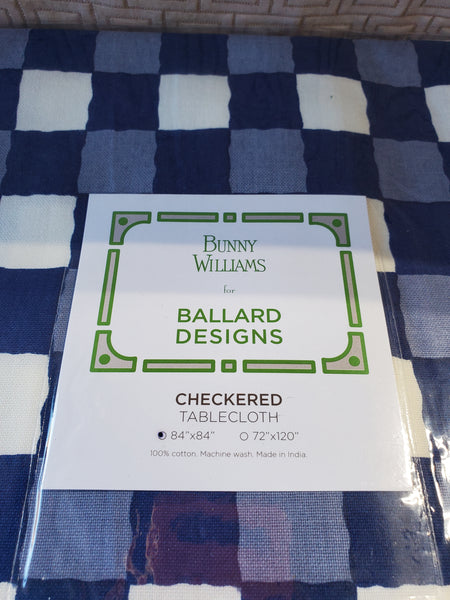 BUNNY
WILLIAMS
for
BALLARD
DESIGNS
CHECKERED
TABLECLOTH
84"x84" 72"x120"
100% cotton. Machine wash. Made in India.